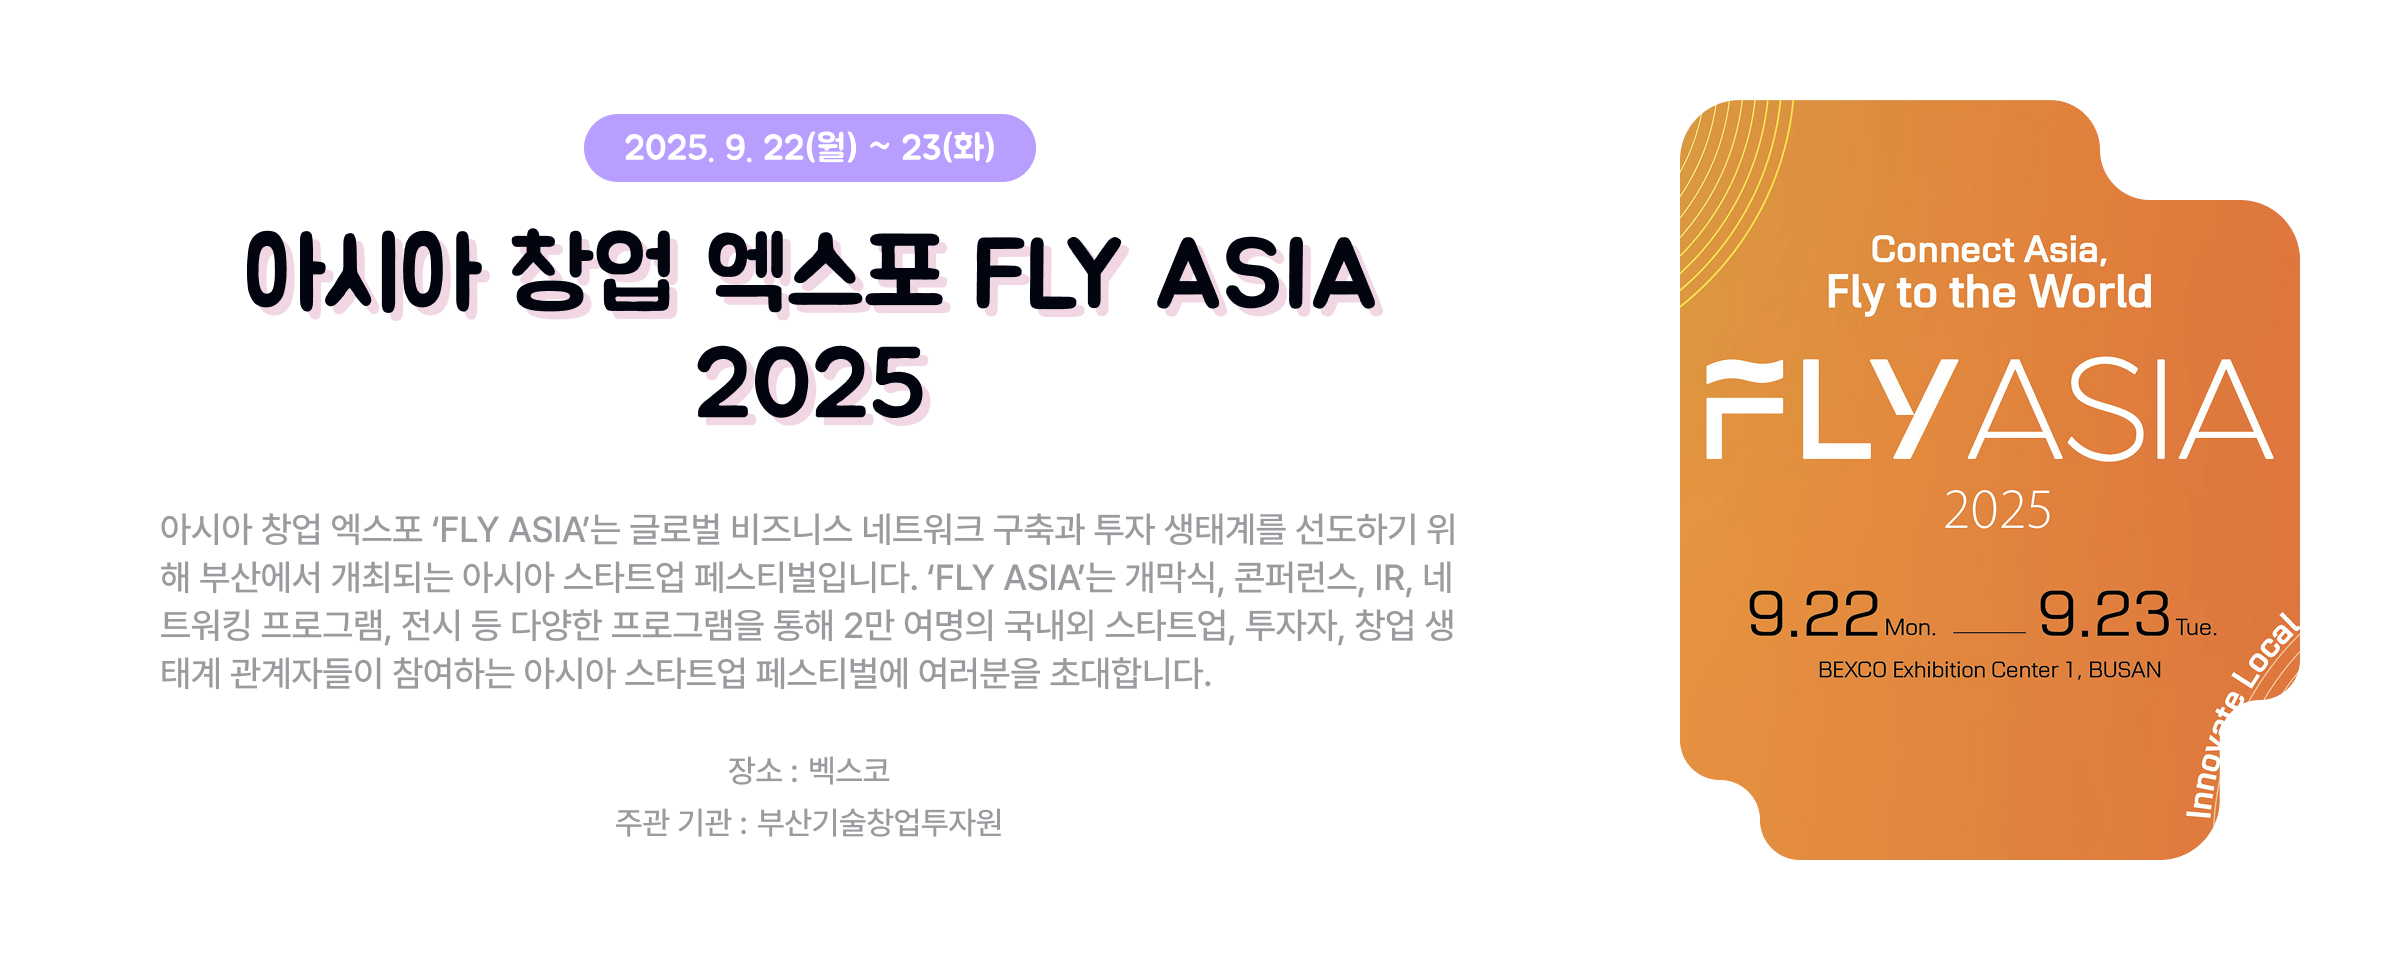 2025. 9. 22(월) ~ 23(화)
아시아 창업 엑스포 FLY ASIA
2025
아시아 창업 엑스포 ‘FLY ASIA’는 글로벌 비즈니스 네트워크 구축과 투자 생태계를 선도하기 위
해 부산에서 개최되는 아시아 스타트업 페스티벌입니다. ‘FLY ASIA’는 개막식, 콘퍼런스, IR, 네
트워킹 프로그램, 전시 등 다양한 프로그램을 통해 2만 여명의 국내외 스타트업, 투자자, 창업 생
태계 관계자들이 참여하는 아시아 스타트업 페스티벌에 여러분을 초대합니다.
장소 : 벡스코
주관 기관 : 부산기술창업투자원
Connect Asia,
Fly to the World
FLY ASIA
2025
9.22 Mon. 9.23 Tue.
BEXCO Exhibition Center 1, BUSAN
Innovate Local